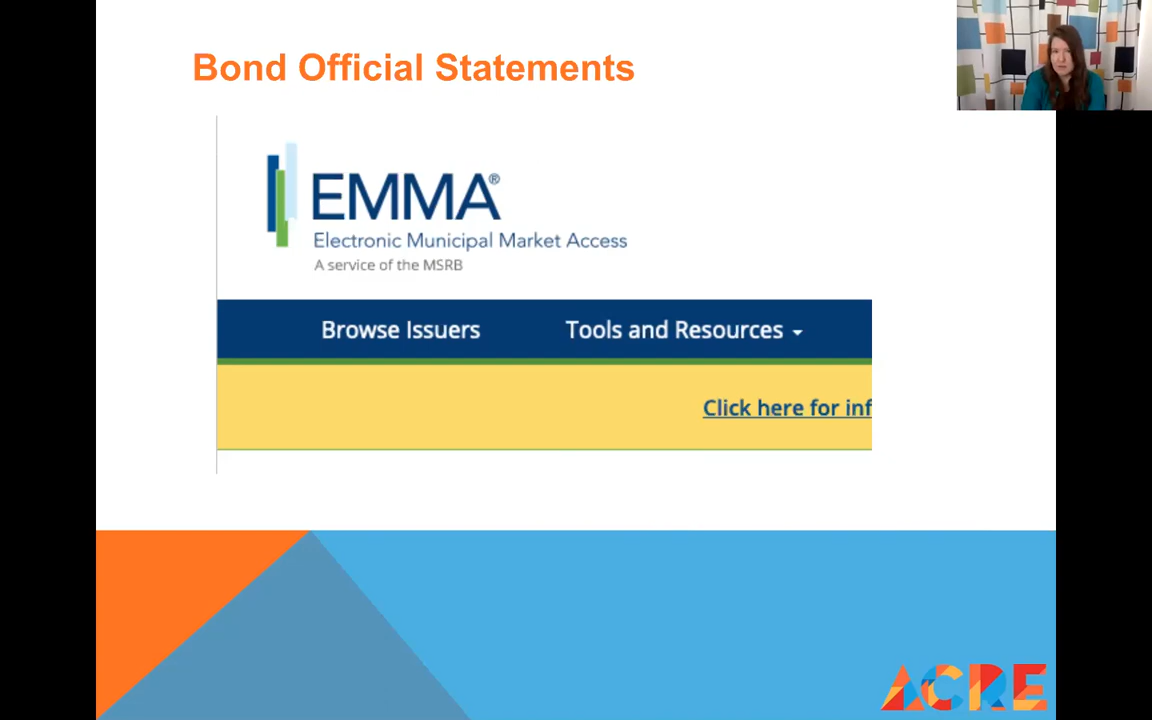 Bond Official Statements
EMMA®
Electronic Municipal Market Access
A service of the MSRB
Browse Issuers Tools and Resources
Click here for inf
ACRE